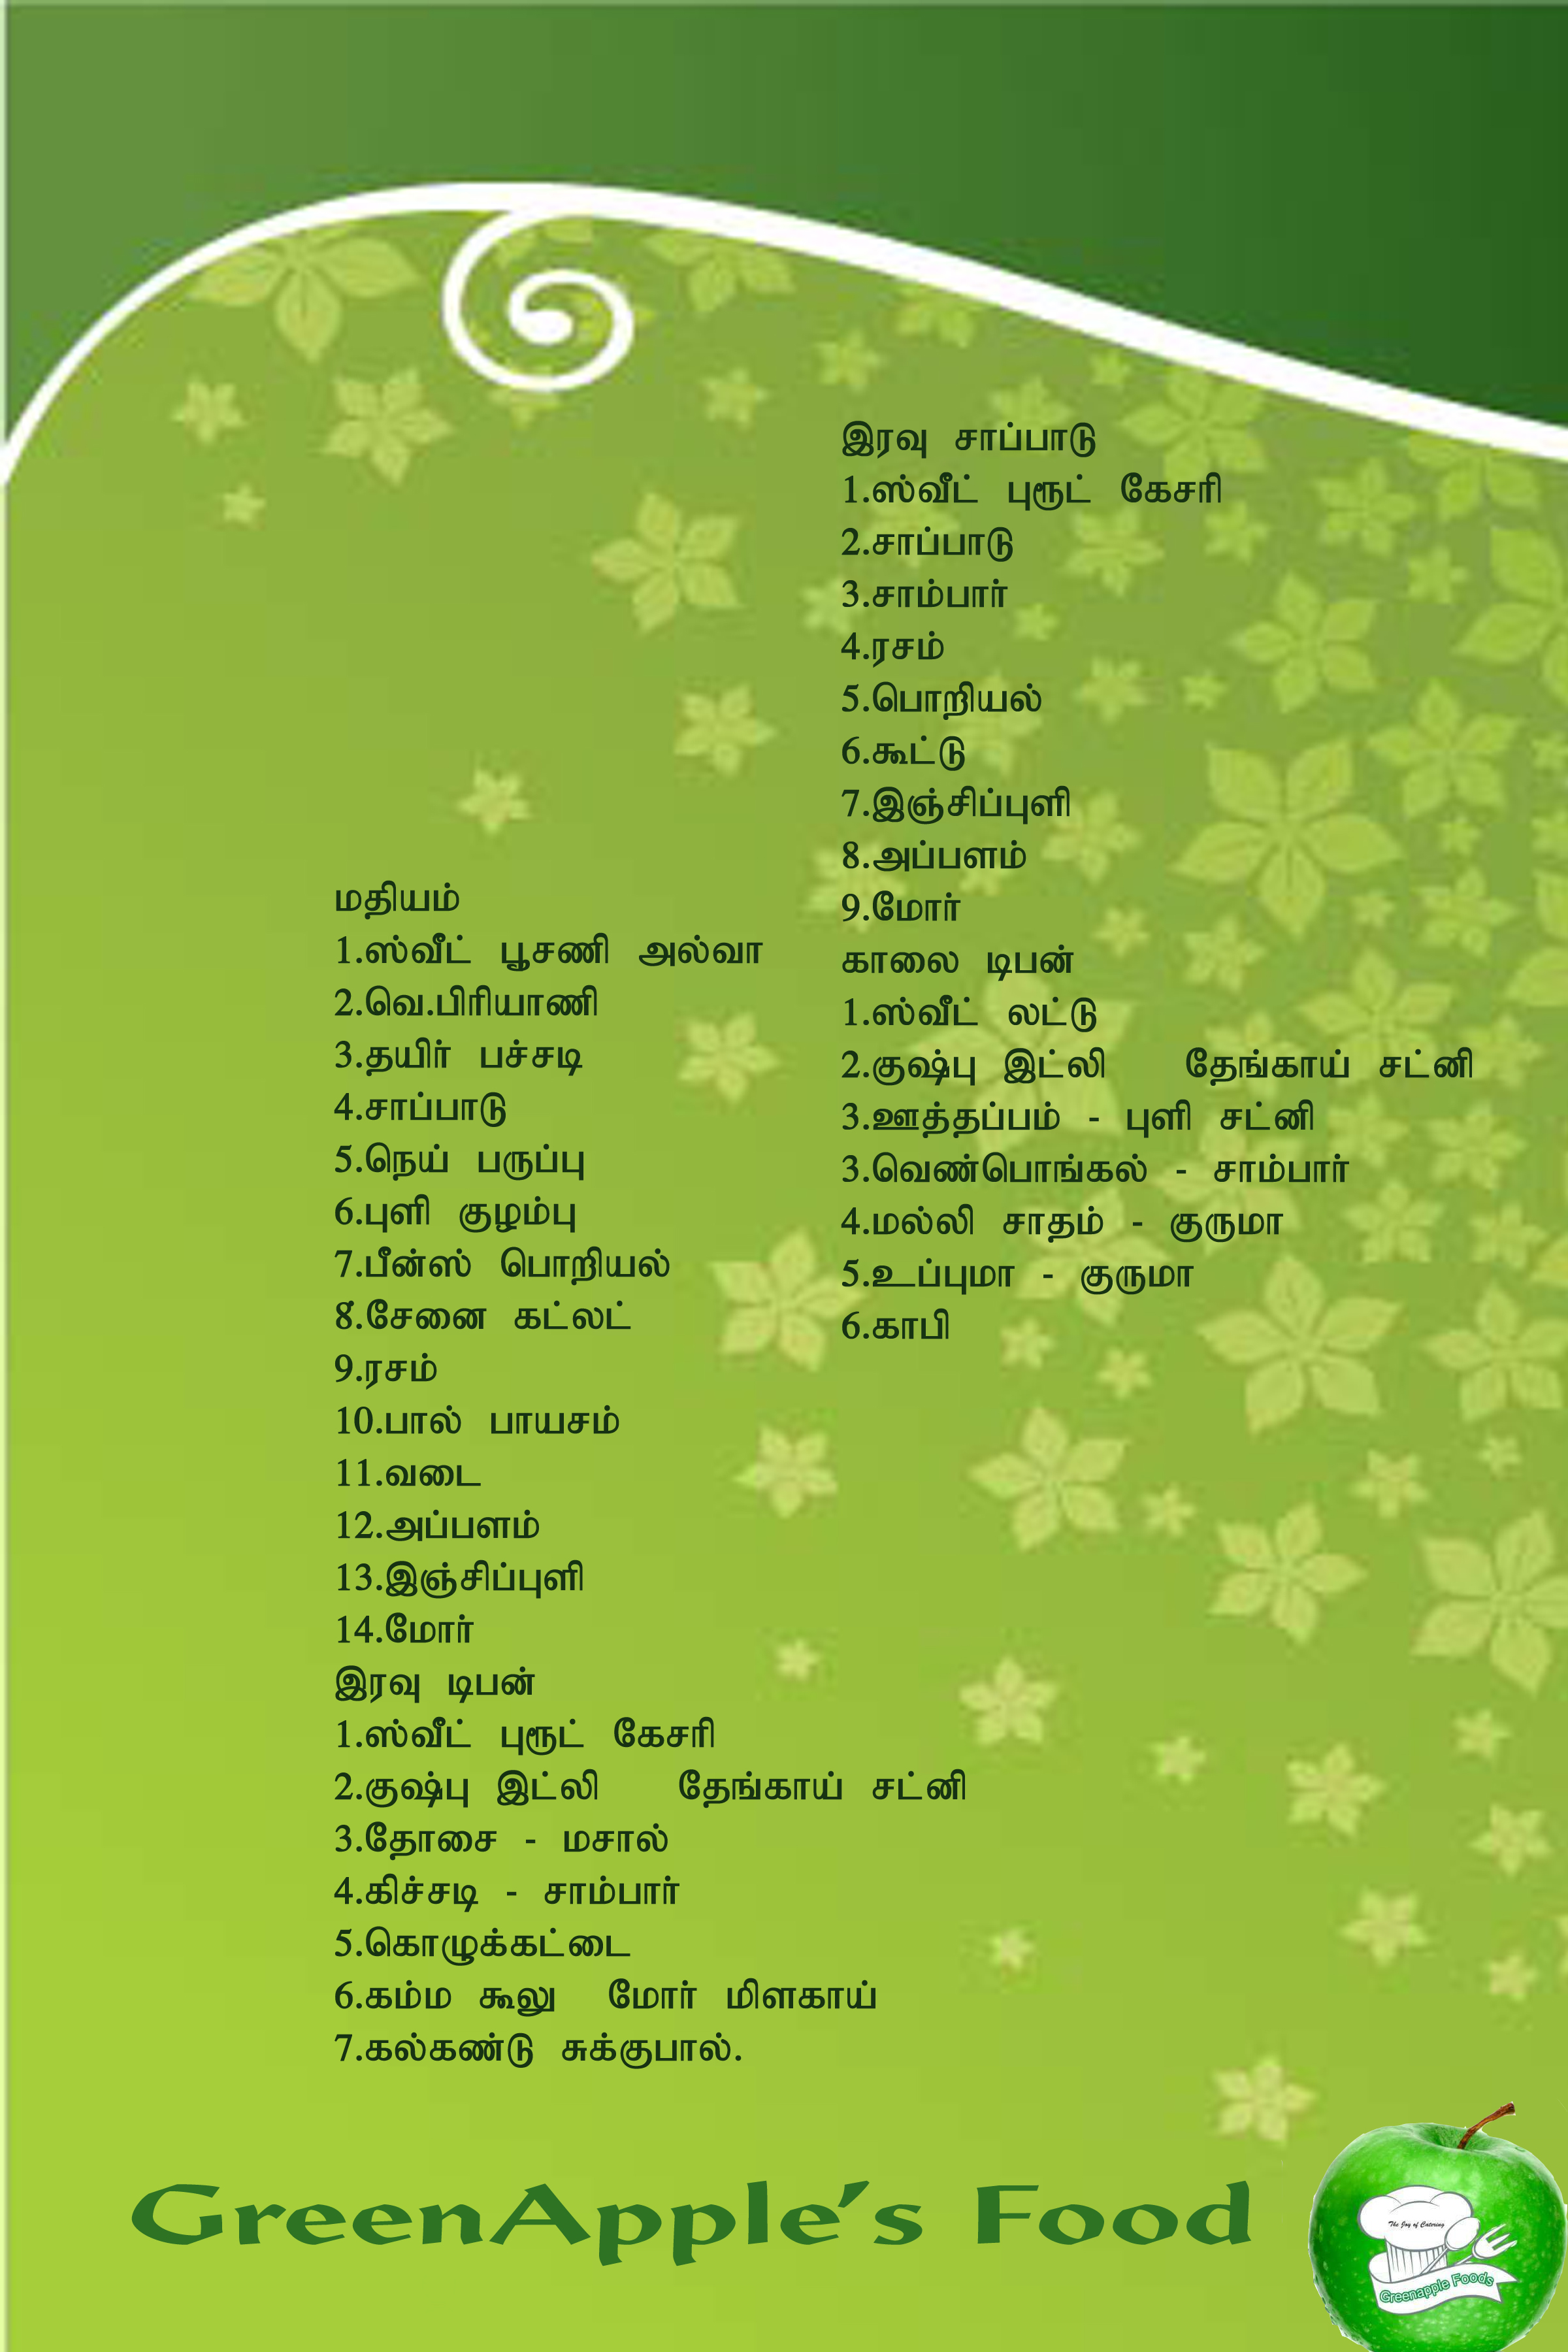 மதியம்
1.ஸ்வீட் பூசணி அல்வா
2.வெ.பிரியாணி
3.தயிர் பச்சடி
4.சாப்பாடு
5.நெய் பருப்பு
6.புளி குழம்பு
7.பீன்ஸ் பொறியல்
8.சேனை கட்லட்
9.ரசம்
10.பால் பாயசம்
11.வடை
12.அப்பளம்
13.இஞ்சிப்புளி
14.மோர்
இரவு டிபன்
1.ஸ்வீட் புரூட் கேசரி
2.குஷ்பு இட்லி தேங்காய் சட்னி
3.தோசை - மசால்
4.கிச்சடி - சாம்பார்
5.கொழுக்கட்டை
6.கம்ம கூலு மோர் மிளகாய்
7.கல்கண்டு சுக்குபால்.
இரவு சாப்பாடு
1.ஸ்வீட் புரூட் கேசரி
2.சாப்பாடு
3.சாம்பார்
4.ரசம்
5.பொறியல்
6.கூட்டு
7.இஞ்சிப்புளி
8.அப்பளம்
9.மோர்
காலை டிபன்
1.ஸ்வீட் லட்டு
2.குஷ்பு இட்லி தேங்காய் சட்னி
3.ஊத்தப்பம் - புளி சட்னி
3.வெண்பொங்கல் - சாம்பார்
4.மல்லி சாதம் - குருமா
5.உப்புமா - குருமா
6.காபி
GreenApple's Food
The Joy of Catering
Greenapple Foods